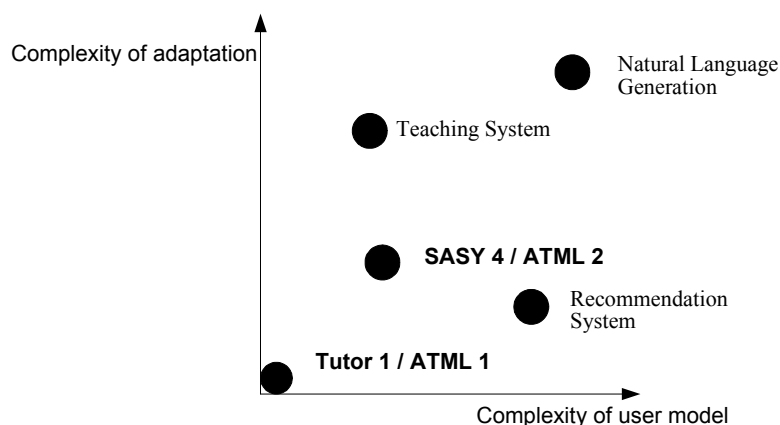 Complexity of adaptation
Natural Language
Generation
Teaching System
SASY 4 / ATML 2
Recommendation
System
Tutor 1 / ATML 1
Complexity of user model